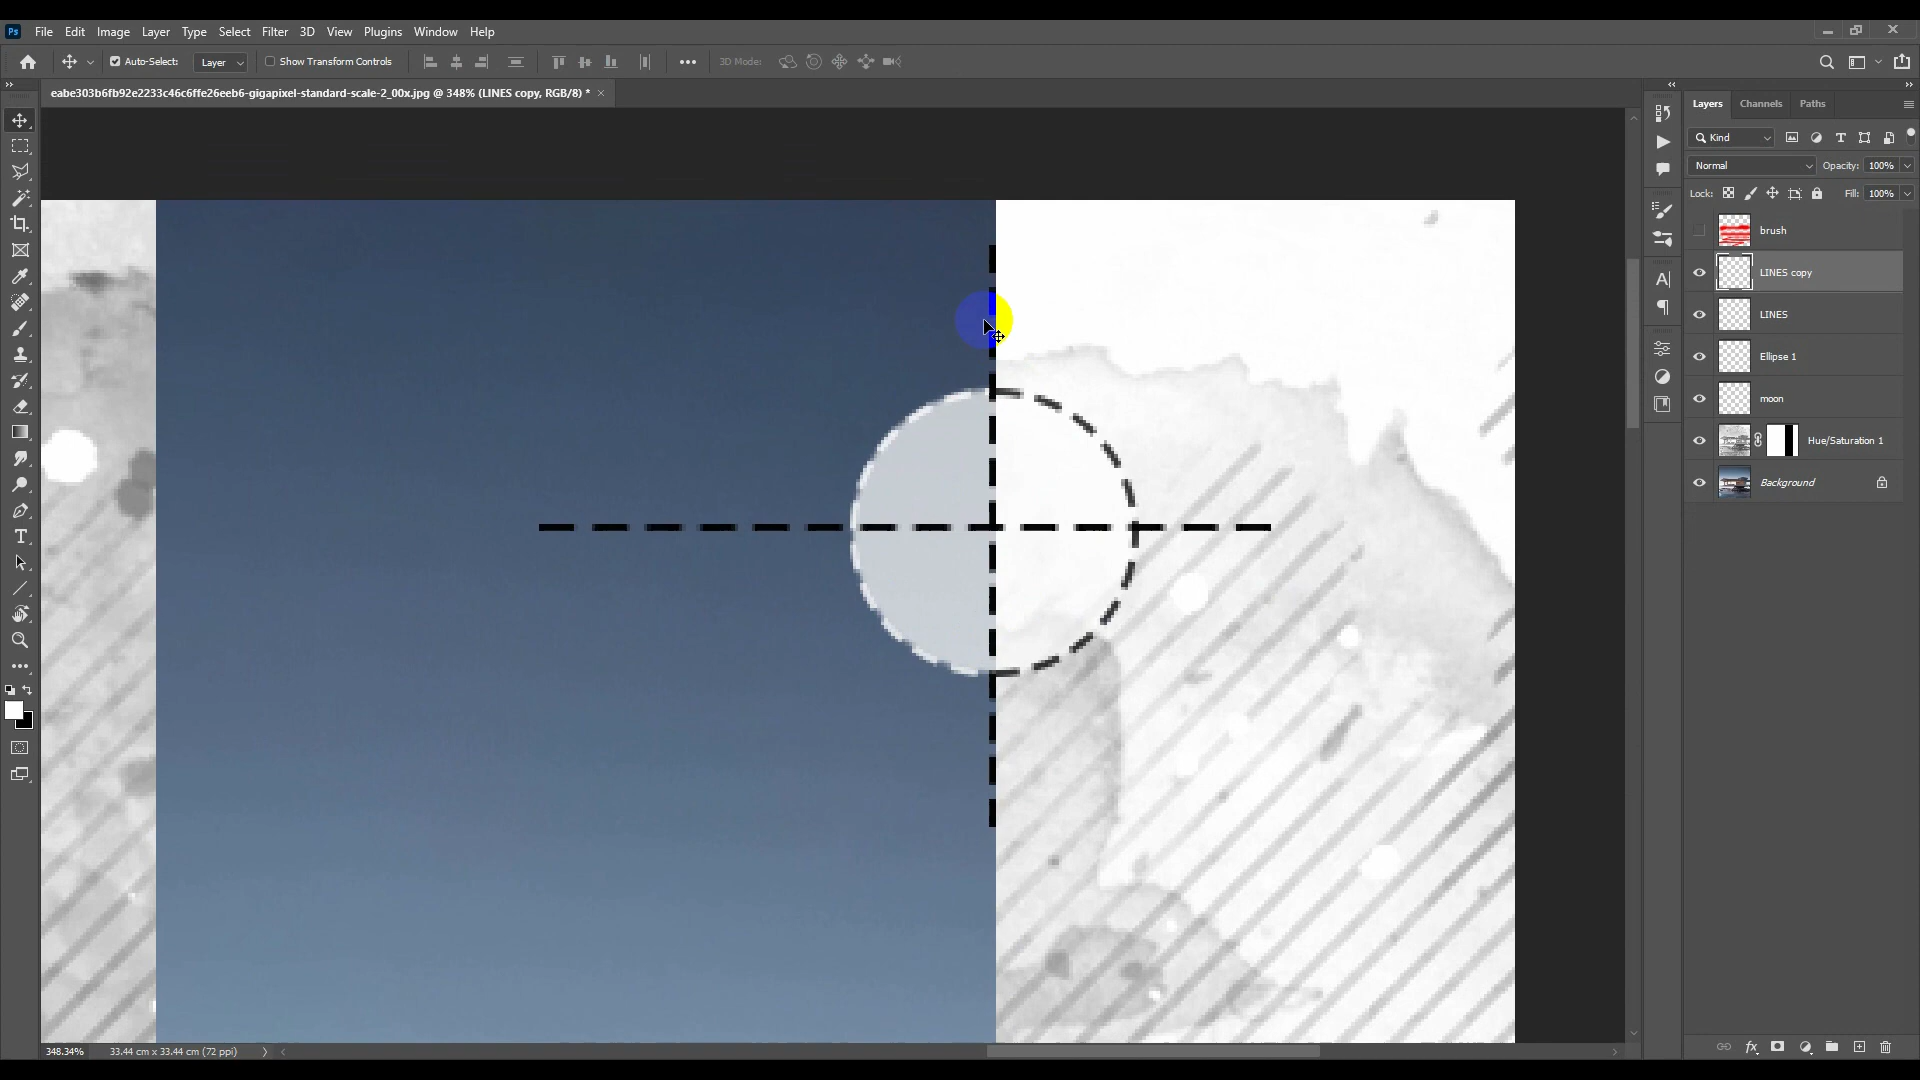 Ps File Edit Image Layer Type Select Filter 3D View Plugins Window Help
Auto-Select: Layer Show Transform Controls 3D Mode:
eabe303b6fb92e2233c46c6ffe26eeb6-gigapixel-standard-scale-2_00x.jpg @ 348% (LINES copy, RGB/8) *
Layers Channels Paths
Kind
Normal Opacity: 100%
Lock: Fill: 100%
brush
LINES copy
LINES
Ellipse 1
moon
Hue/Saturation 1
Background
348.34% 33.44 cm x 33.44 cm (72 ppi)